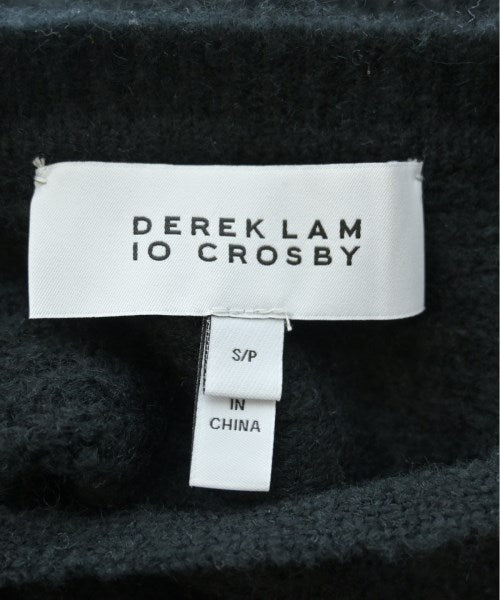 DEREK LAM
10 CROSBY
S/P
IN
CHINA